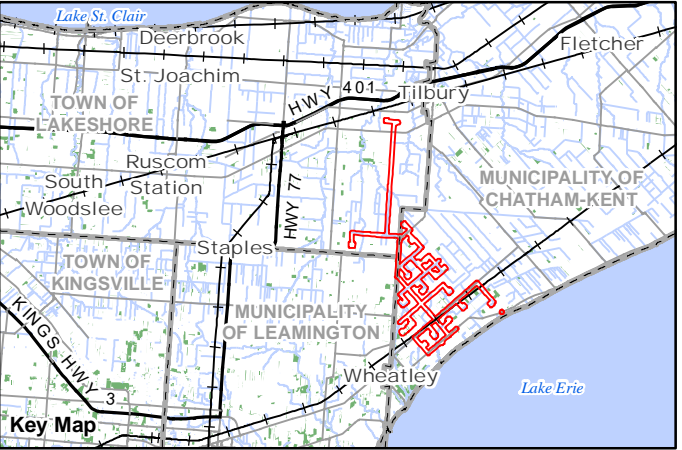 Lake St. Clair
Deerbrook
Fletcher
St. Joachim
HWY 401
Tilbury
TOWN OF
LAKESHORE
Ruscom
Station
MUNICIPALITY OF
CHATHAM-KENT
South
Woodslee
HWY 77
Staples
TOWN OF
KINGSVILLE
MUNICIPALITY
OF LEAMINGTON
KINGS HWY 3
Wheatley
Lake Erie
Key Map